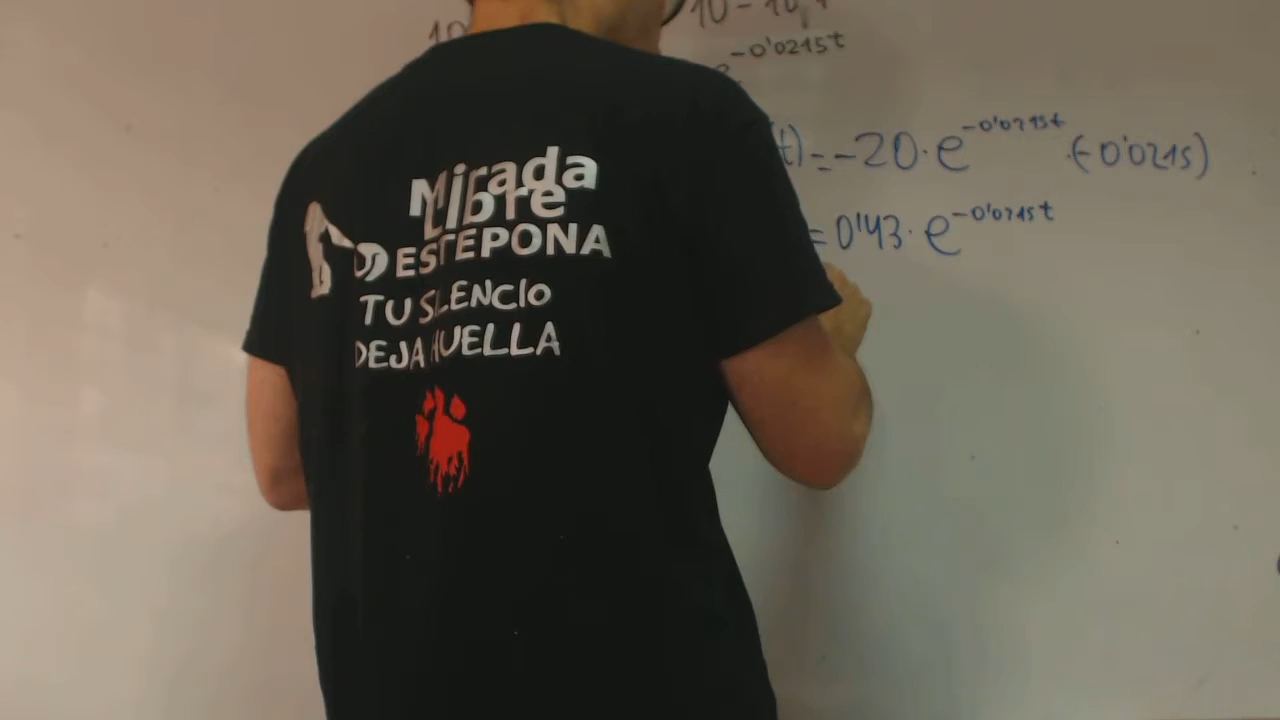 10 - 10
e^-0'0215t
t) = -20 · e^-0'0215t · (-0'0215)
= 0'43 · e^-0'0215t
Mirada
Libre
ESTEPONA
TU SILENCIO
DEJA HUELLA